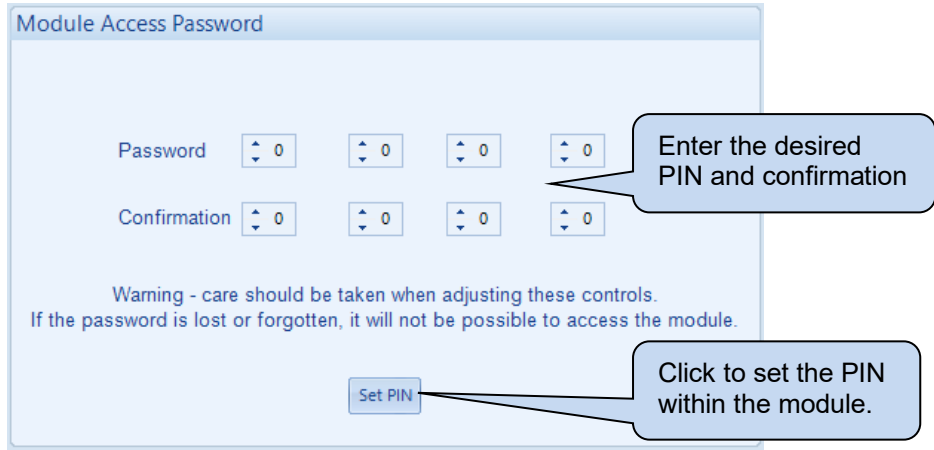 Module Access Password
Password 0 0 0 0
Enter the desired
PIN and confirmation
Confirmation 0 0 0 0
Warning - care should be taken when adjusting these controls.
If the password is lost or forgotten, it will not be possible to access the module.
Set PIN
Click to set the PIN
within the module.